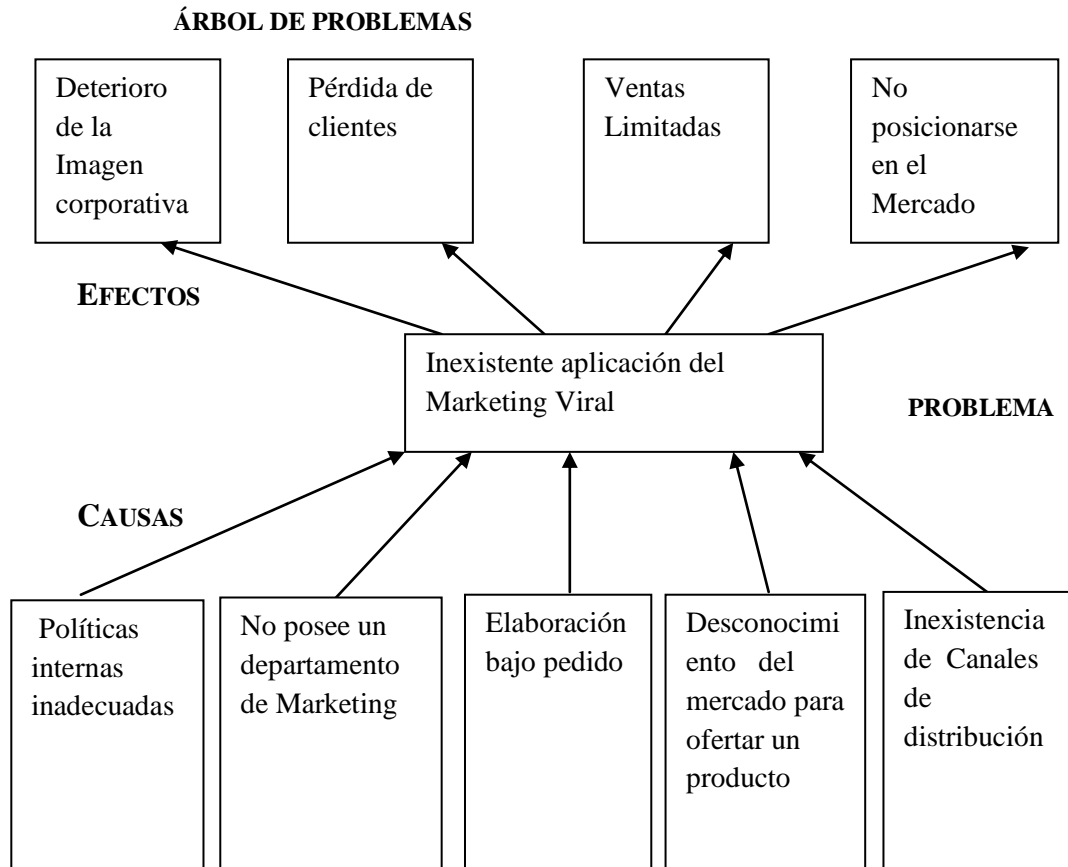 ÁRBOL DE PROBLEMAS
Deterioro
de la
Imagen
corporativa
Pérdida de
clientes
Ventas
Limitadas
No
posicionarse
en el
Mercado
EFECTOS
Inexistente aplicación del
Marketing Viral
PROBLEMA
CAUSAS
Políticas
internas
inadecuadas
No posee un
departamento
de Marketing
Elaboración
bajo pedido
Desconocimi
ento del
mercado para
ofertar un
producto
Inexistencia
de Canales
de
distribución